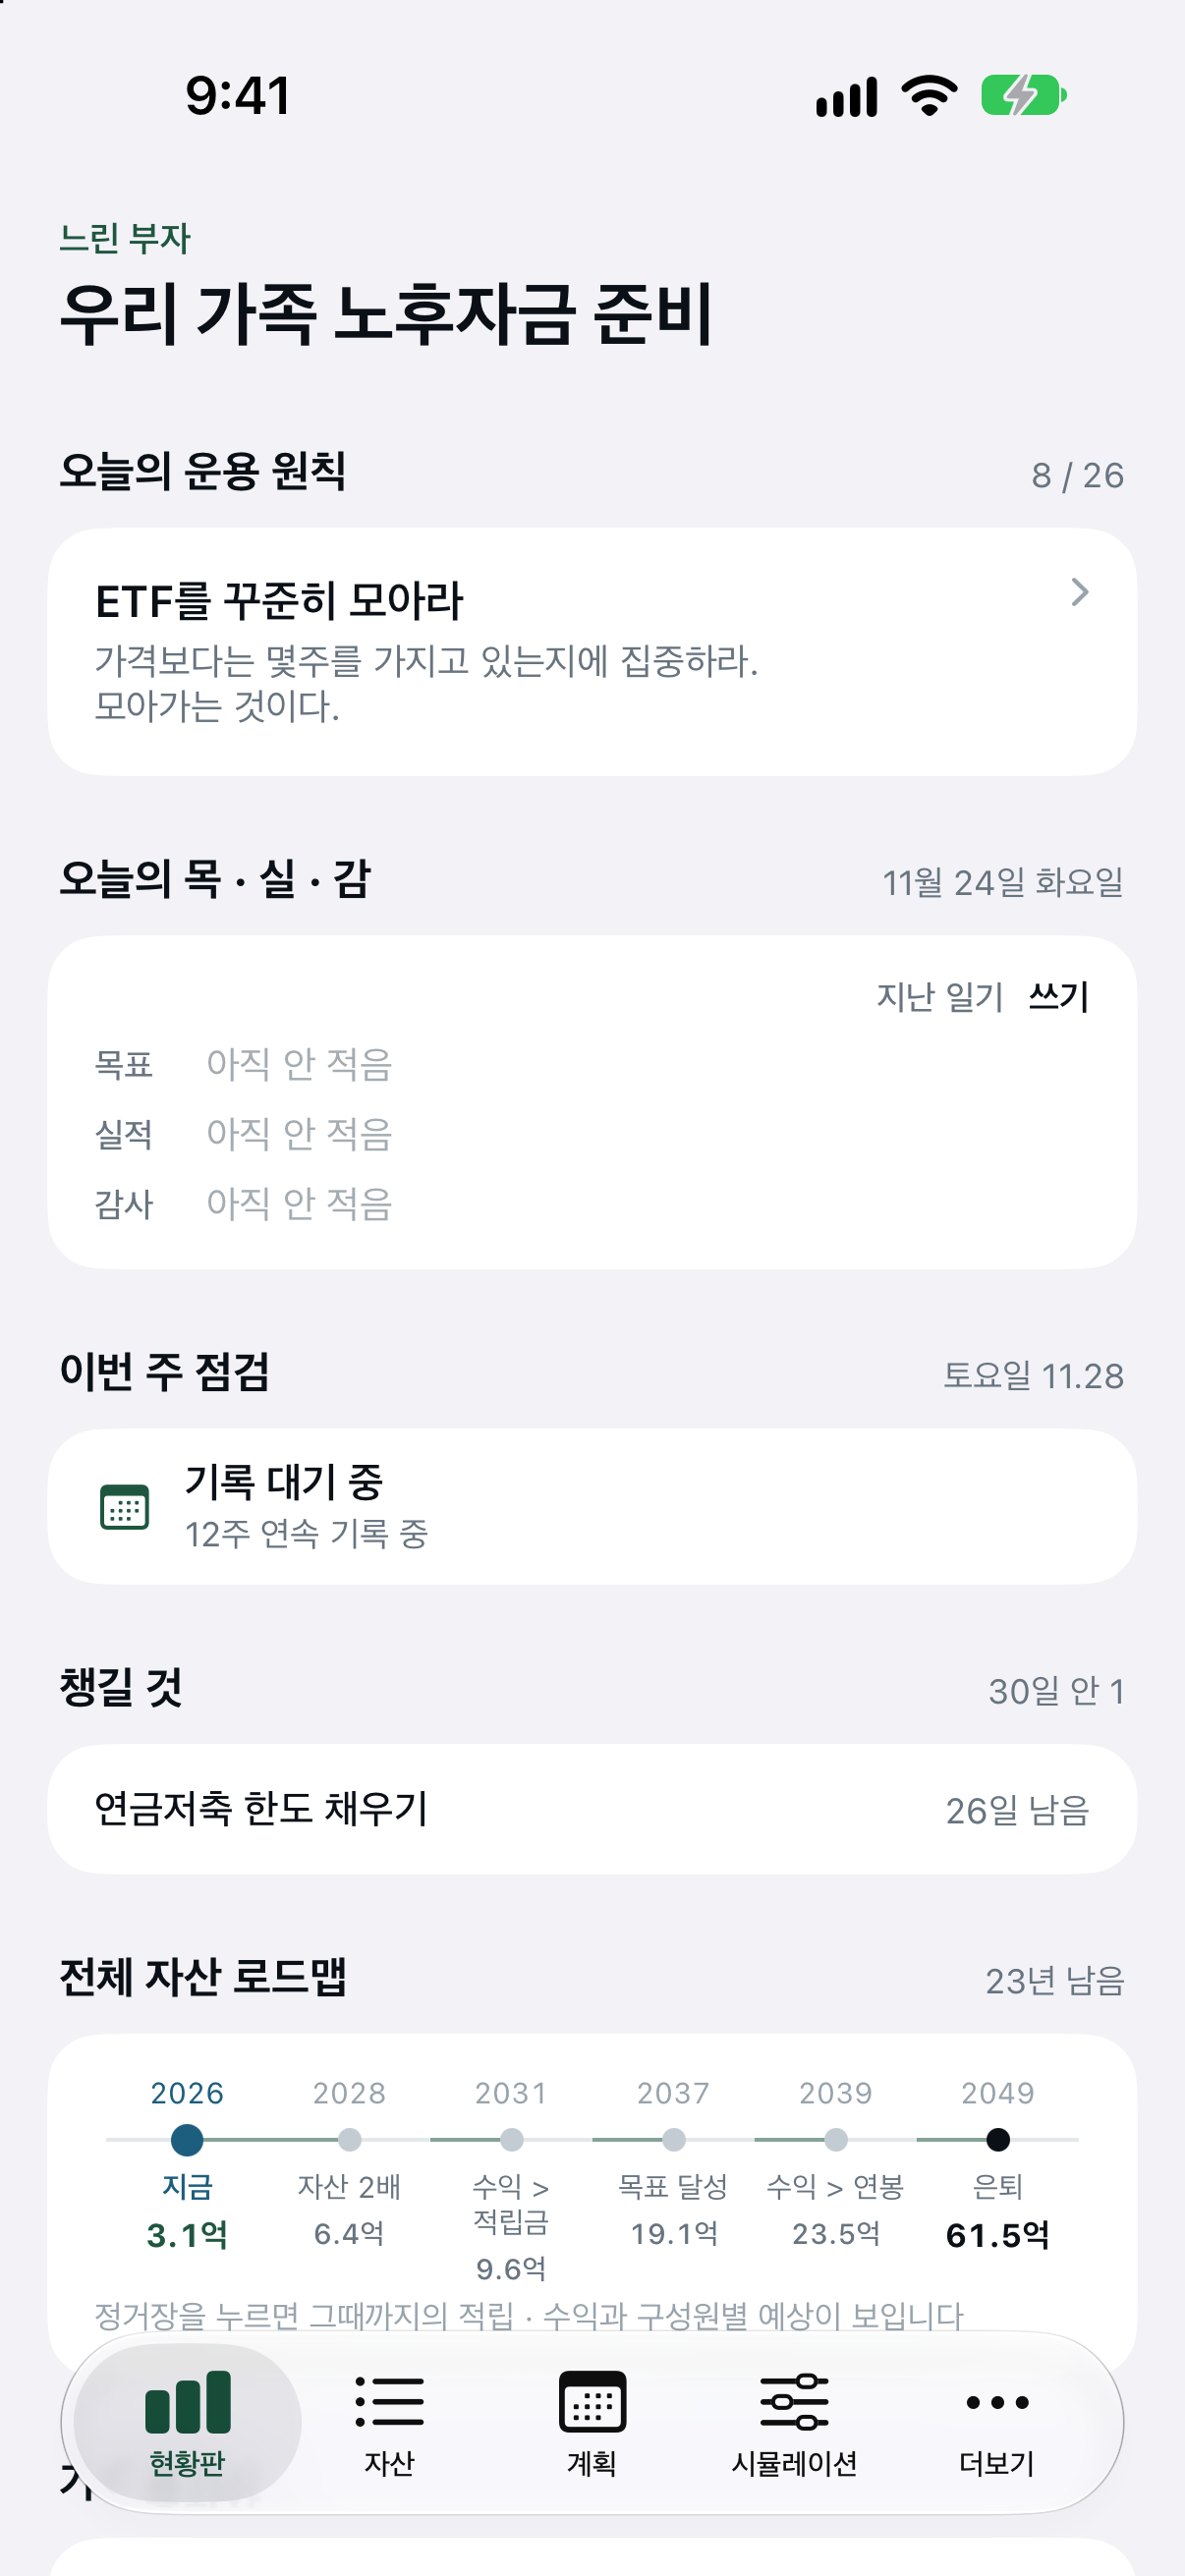 9:41
느린 부자
우리 가족 노후자금 준비
오늘의 운용 원칙
8 / 26
ETF를 꾸준히 모아라
가격보다는 몇주를 가지고 있는지에 집중하라.
모아가는 것이다.
오늘의 목 · 실 · 감
11월 24일 화요일
지난 일기 쓰기
목표 아직 안 적음
실적 아직 안 적음
감사 아직 안 적음
이번 주 점검
토요일 11.28
기록 대기 중
12주 연속 기록 중
챙길 것
30일 안 1
연금저축 한도 채우기
26일 남음
전체 자산 로드맵
23년 남음
2026 2028 2031 2037 2039 2049
지금 자산 2배 수익 > 목표 달성 수익 > 연봉 은퇴
적립금
3.1억 6.4억 19.1억 23.5억 61.5억
9.6억
정거장을 누르면 그때까지의 적립 · 수익과 구성원별 예상이 보입니다
현황판 자산 계획 시뮬레이션 더보기